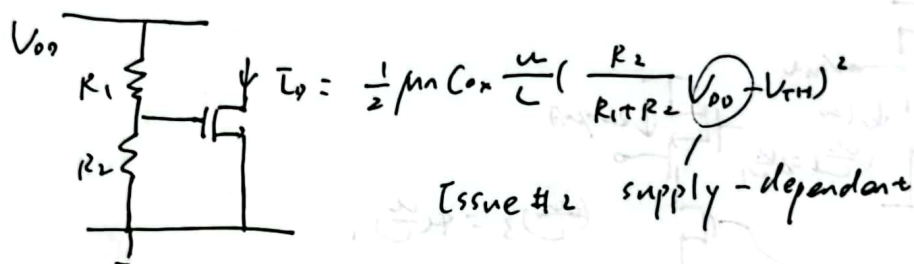 VDD
R1
R2
ID = 1/2 μn Cox W/L ( R2/(R1+R2) VDD - VTH)²
Issue #2 supply-dependent